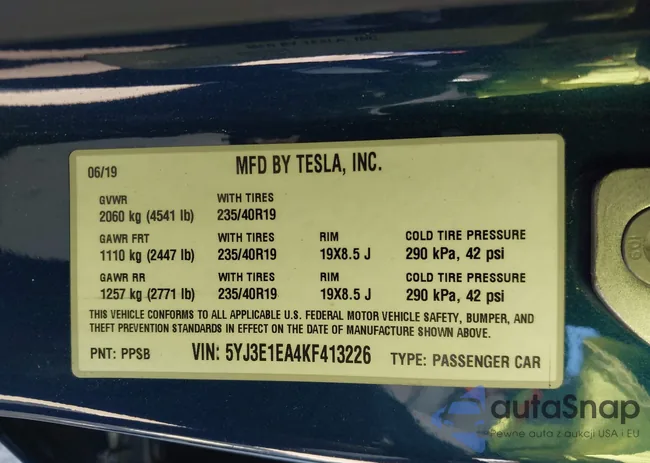 06/19 MFD BY TESLA, INC.
GVWR WITH TIRES
2060 kg (4541 lb) 235/40R19
GAWR FRT WITH TIRES RIM COLD TIRE PRESSURE
1110 kg (2447 lb) 235/40R19 19X8.5 J 290 kPa, 42 psi
GAWR RR WITH TIRES RIM COLD TIRE PRESSURE
1257 kg (2771 lb) 235/40R19 19X8.5 J 290 kPa, 42 psi
THIS VEHICLE CONFORMS TO ALL APPLICABLE U.S. FEDERAL MOTOR VEHICLE SAFETY, BUMPER, AND
THEFT PREVENTION STANDARDS IN EFFECT ON THE DATE OF MANUFACTURE SHOWN ABOVE.
PNT: PPSB VIN: 5YJ3E1EA4KF413226 TYPE: PASSENGER CAR
autaSnap
Pewne auta z aukcji USA i EU